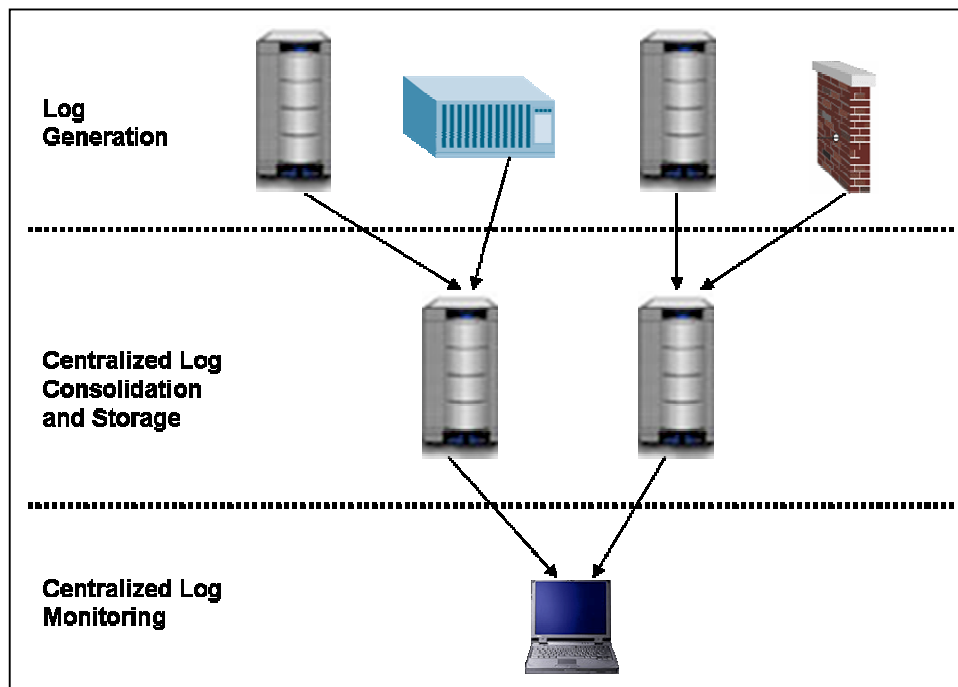 Log
Generation
Centralized Log
Consolidation
and Storage
Centralized Log
Monitoring